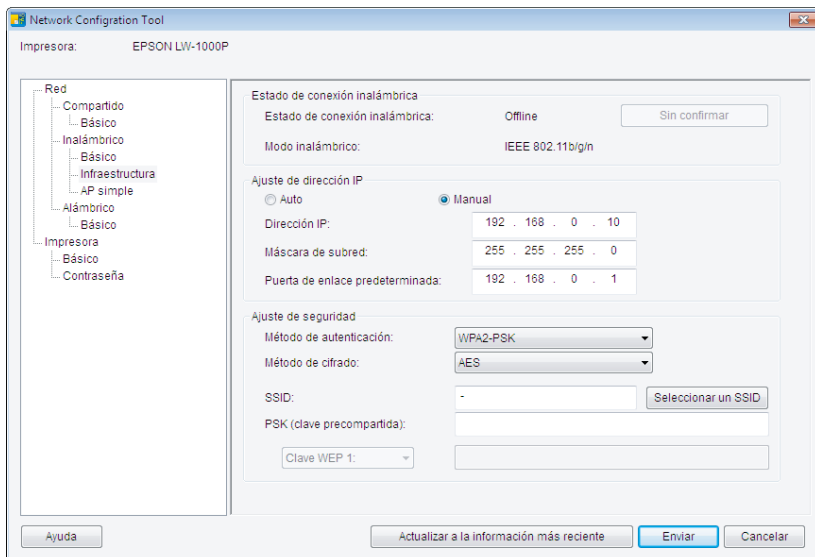 Network Configration Tool
Impresora: EPSON LW-1000P
Red
Compartido
Básico
Inalámbrico
Básico
Infraestructura
AP simple
Alámbrico
Básico
Impresora
Básico
Contraseña
Estado de conexión inalámbrica
Estado de conexión inalámbrica: Offline Sin confirmar
Modo inalámbrico: IEEE 802.11b/g/n
Ajuste de dirección IP
Auto Manual
Dirección IP: 192 . 168 . 0 . 10
Máscara de subred: 255 . 255 . 255 . 0
Puerta de enlace predeterminada: 192 . 168 . 0 . 1
Ajuste de seguridad
Método de autenticación: WPA2-PSK
Método de cifrado: AES
SSID: - Seleccionar un SSID
PSK (clave precompartida):
Clave WEP 1:
Ayuda Actualizar a la información más reciente Enviar Cancelar